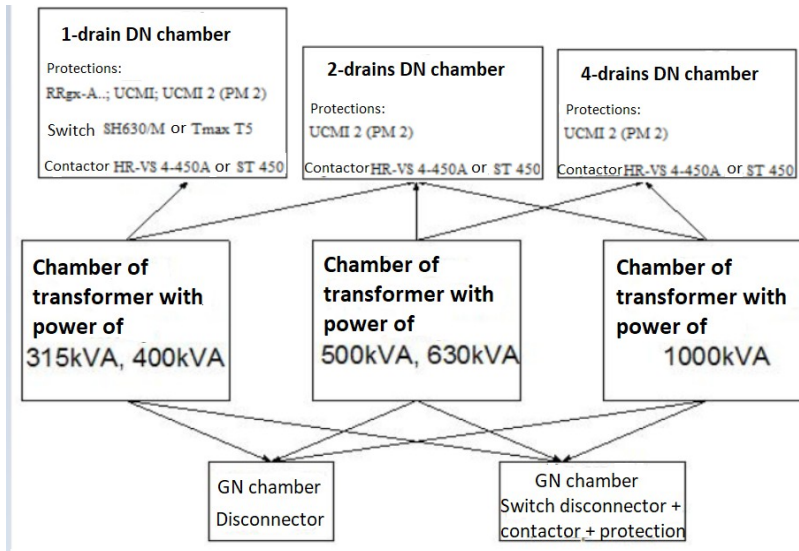 1-drain DN chamber
Protections:
RRgx-A..; UCMI; UCMI 2 (PM 2)
Switch SH630/M or Tmax T5
Contactor HR-VS 4-450A or ST 450
2-drains DN chamber
Protections:
UCMI 2 (PM 2)
Contactor HR-VS 4-450A or ST 450
4-drains DN chamber
Protections:
UCMI 2 (PM 2)
Contactor HR-VS 4-450A or ST 450
Chamber of
transformer with
power of
315kVA, 400kVA
Chamber of
transformer with
power of
500kVA, 630kVA
Chamber of
transformer with
power of
1000kVA
GN chamber
Disconnector
GN chamber
Switch disconnector +
contactor + protection